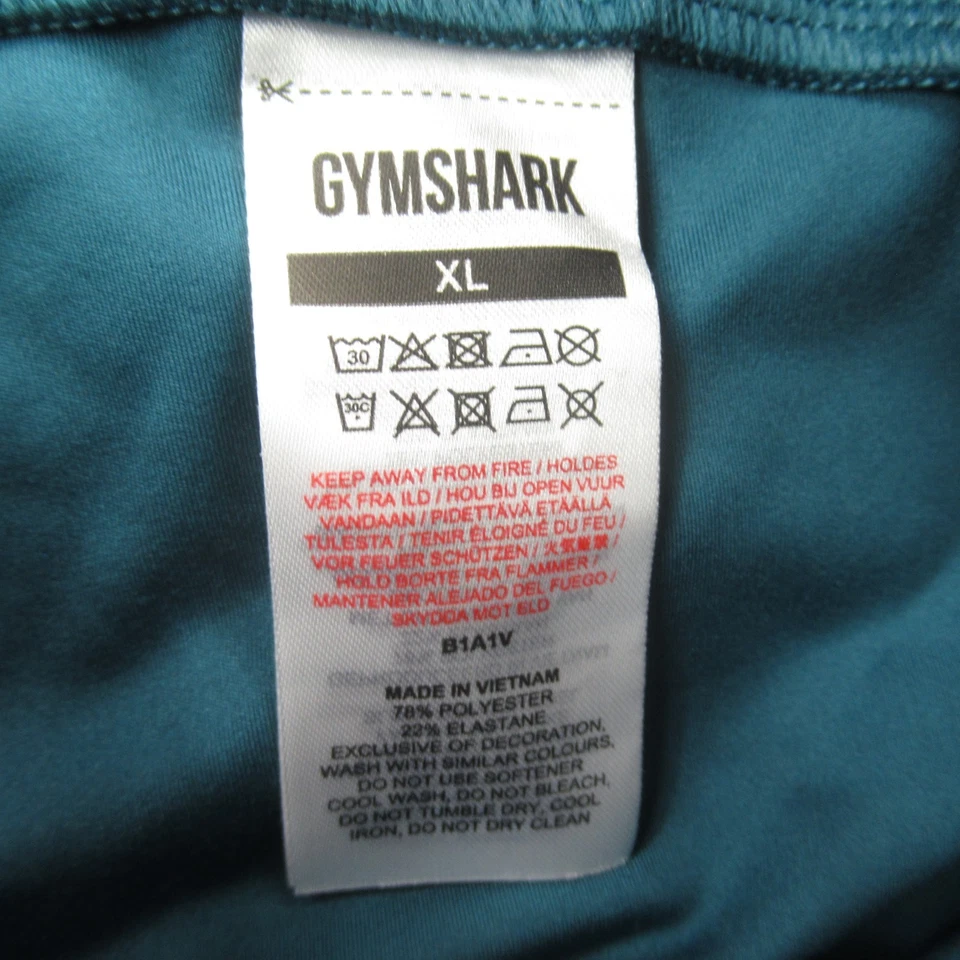 GYMSHARK
XL
30
30C
KEEP AWAY FROM FIRE / HOLDES
VÆK FRA ILD / HOU BIJ OPEN VUUR
VANDAAN / PIDETTÄVÄ ETÄÄLLÄ
TULESTA / TENIR ÉLOIGNÉ DU FEU /
VOR FEUER SCHÜTZEN / 火気厳禁 /
HOLD BORTE FRA FLAMMER /
MANTENER ALEJADO DEL FUEGO /
SKYDDA MOT ELD
B1A1V
MADE IN VIETNAM
78% POLYESTER
22% ELASTANE
EXCLUSIVE OF DECORATION,
WASH WITH SIMILAR COLOURS,
DO NOT USE SOFTENER
COOL WASH, DO NOT BLEACH,
DO NOT TUMBLE DRY, COOL
IRON, DO NOT DRY CLEAN